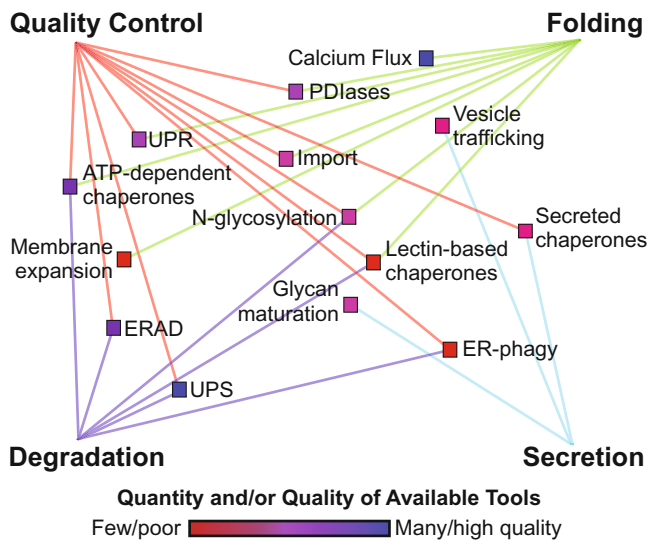 Quality Control
Folding
Calcium Flux
PDIases
Vesicle
trafficking
UPR
Import
ATP-dependent
chaperones
N-glycosylation
Secreted
chaperones
Membrane
expansion
Lectin-based
chaperones
Glycan
maturation
ERAD
ER-phagy
UPS
Degradation
Secretion
Quantity and/or Quality of Available Tools
Few/poor
Many/high quality